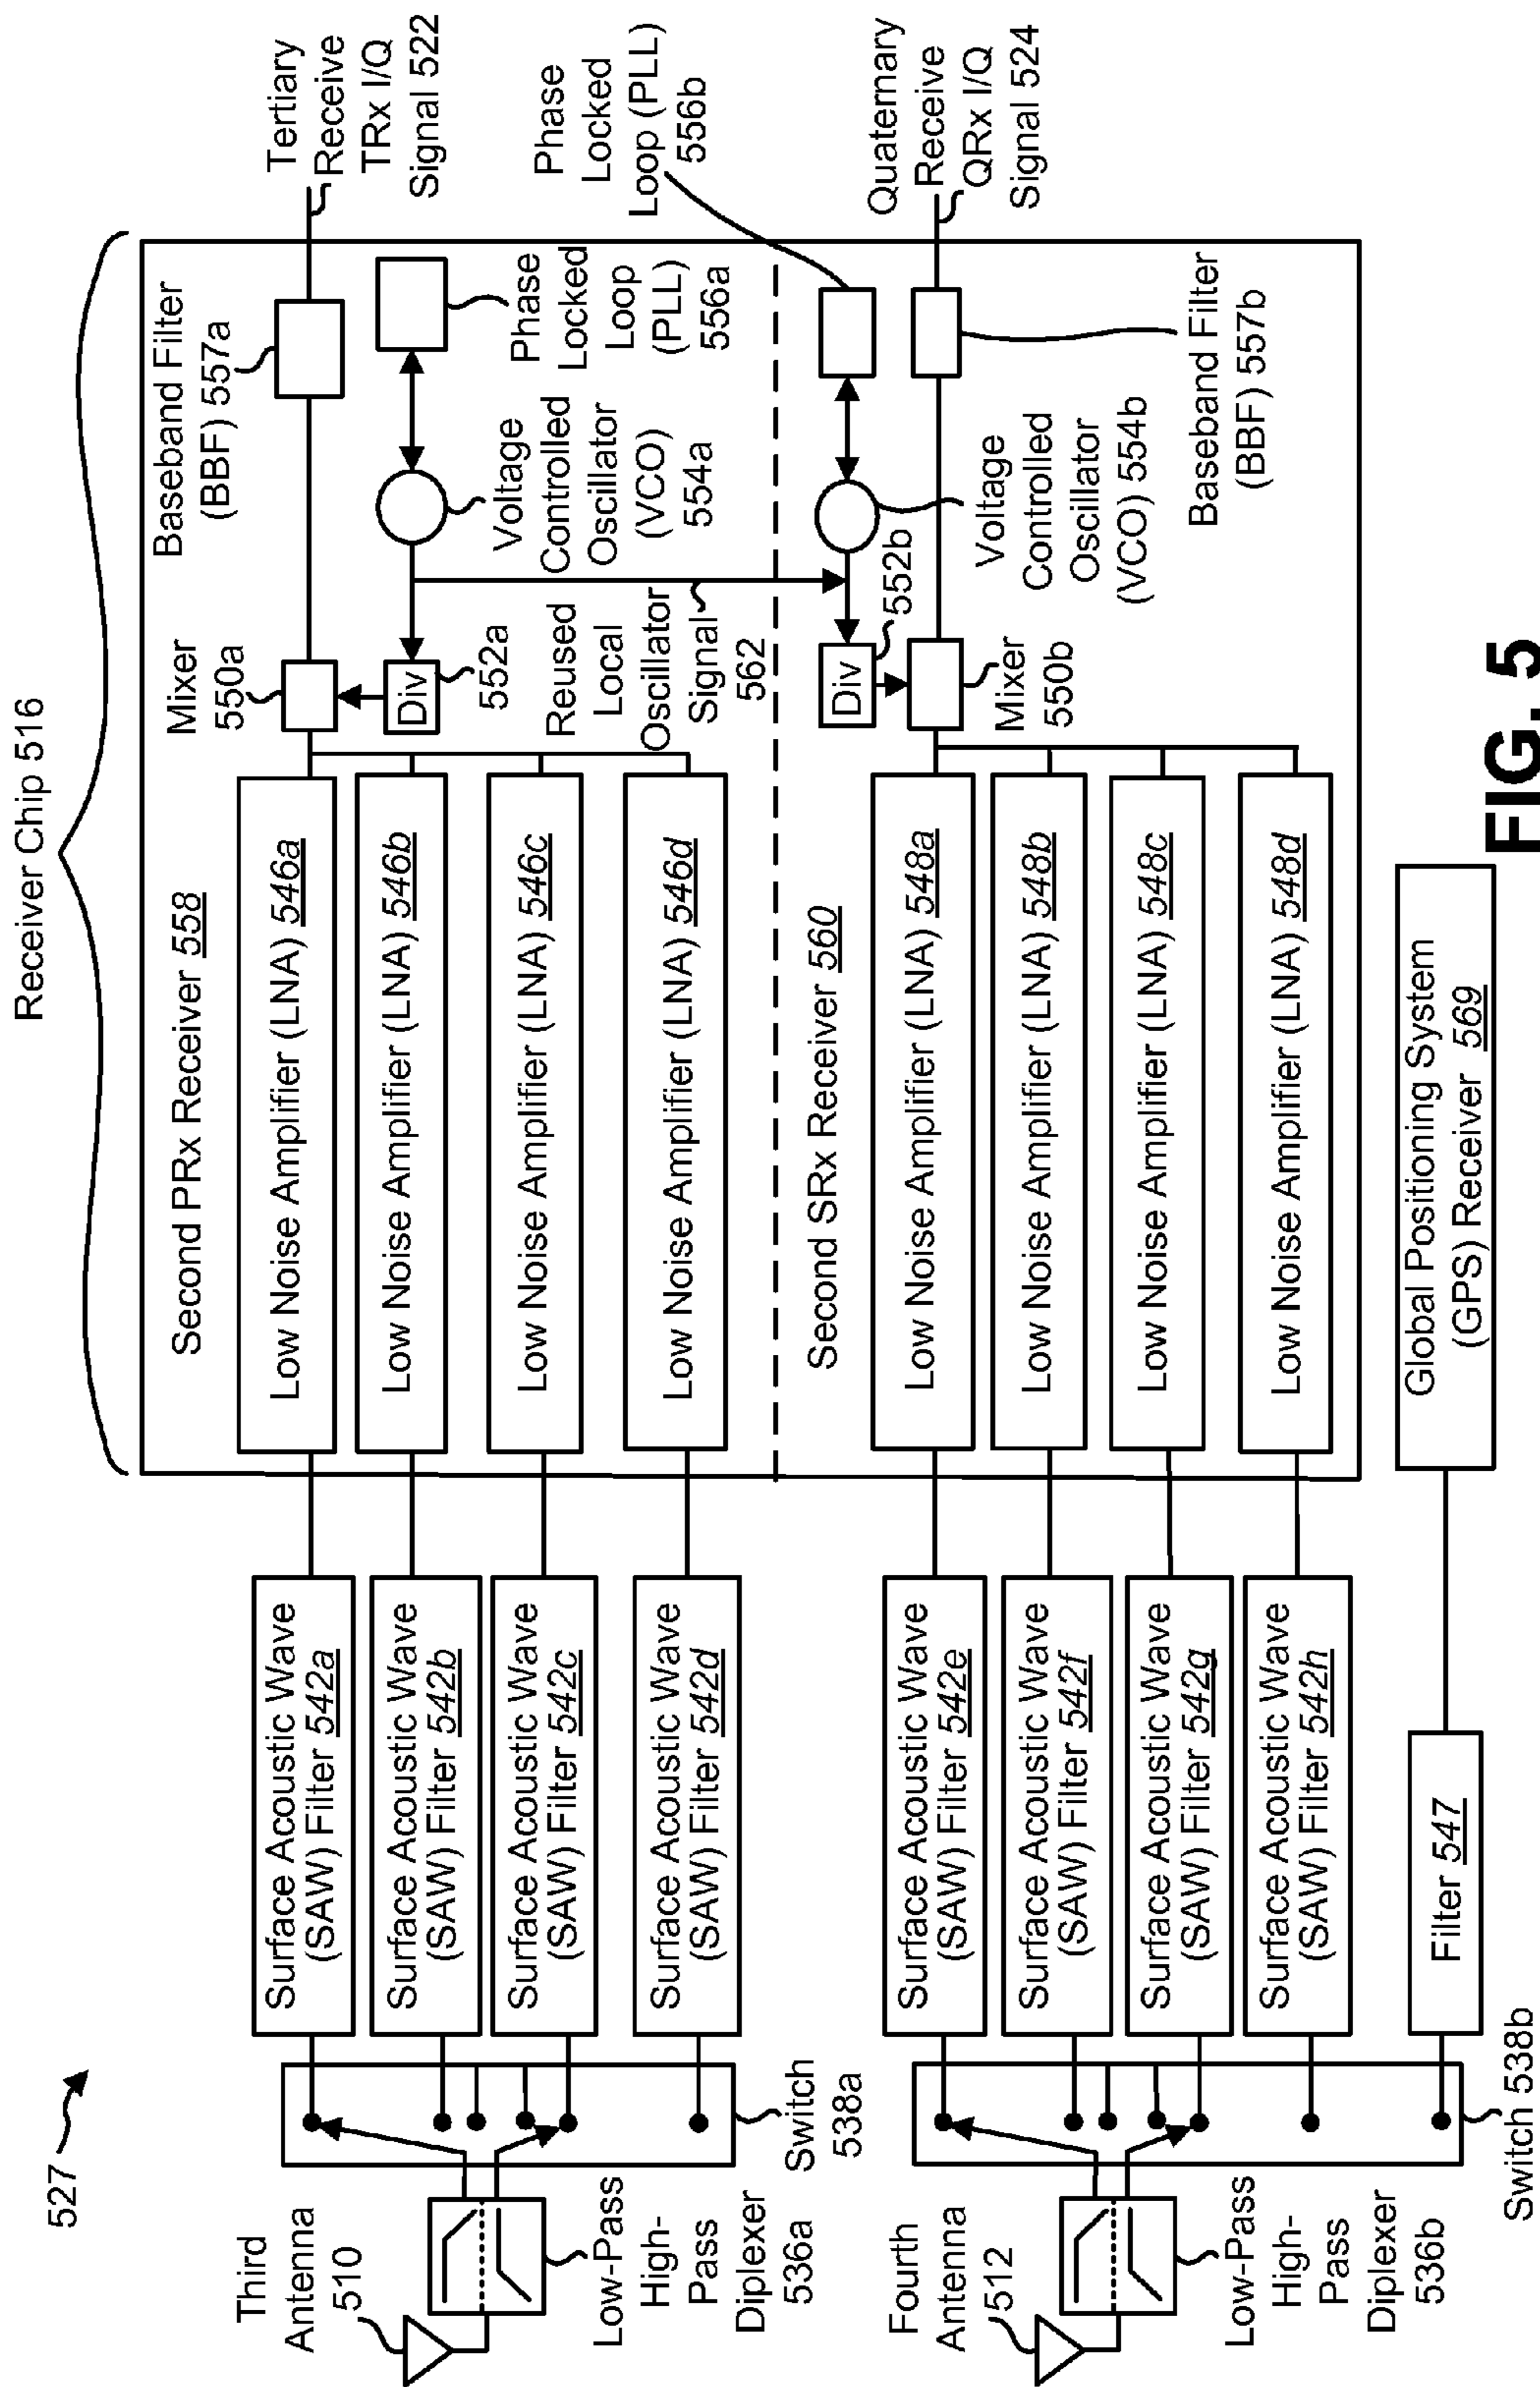 527
Receiver Chip 516
Third
Antenna
510
Low-Pass
High-
Pass
Diplexer
536a
Switch
538a
Surface Acoustic Wave
(SAW) Filter 542a
Surface Acoustic Wave
(SAW) Filter 542b
Surface Acoustic Wave
(SAW) Filter 542c
Surface Acoustic Wave
(SAW) Filter 542d
Second PRx Receiver 558
Low Noise Amplifier (LNA) 546a
Low Noise Amplifier (LNA) 546b
Low Noise Amplifier (LNA) 546c
Low Noise Amplifier (LNA) 546d
Mixer
550a
Div
552a
Reused
Local
Oscillator
Signal
562
Baseband Filter
(BBF) 557a
Voltage
Controlled
Oscillator
(VCO)
554a
Phase
Locked
Loop
(PLL)
556a
Tertiary
Receive
TRx I/Q
Signal 522
Phase
Locked
Loop (PLL)
556b
Fourth
Antenna
512
Low-Pass
High-
Pass
Diplexer
536b
Switch 538b
Surface Acoustic Wave
(SAW) Filter 542e
Surface Acoustic Wave
(SAW) Filter 542f
Surface Acoustic Wave
(SAW) Filter 542g
Surface Acoustic Wave
(SAW) Filter 542h
Filter 547
Second SRx Receiver 560
Low Noise Amplifier (LNA) 548a
Low Noise Amplifier (LNA) 548b
Low Noise Amplifier (LNA) 548c
Low Noise Amplifier (LNA) 548d
Div
552b
Mixer
550b
Voltage
Controlled
Oscillator
(VCO) 554b
Baseband Filter
(BBF) 557b
Quaternary
Receive
QRx I/Q
Signal 524
Global Positioning System
(GPS) Receiver 569
FIG. 5